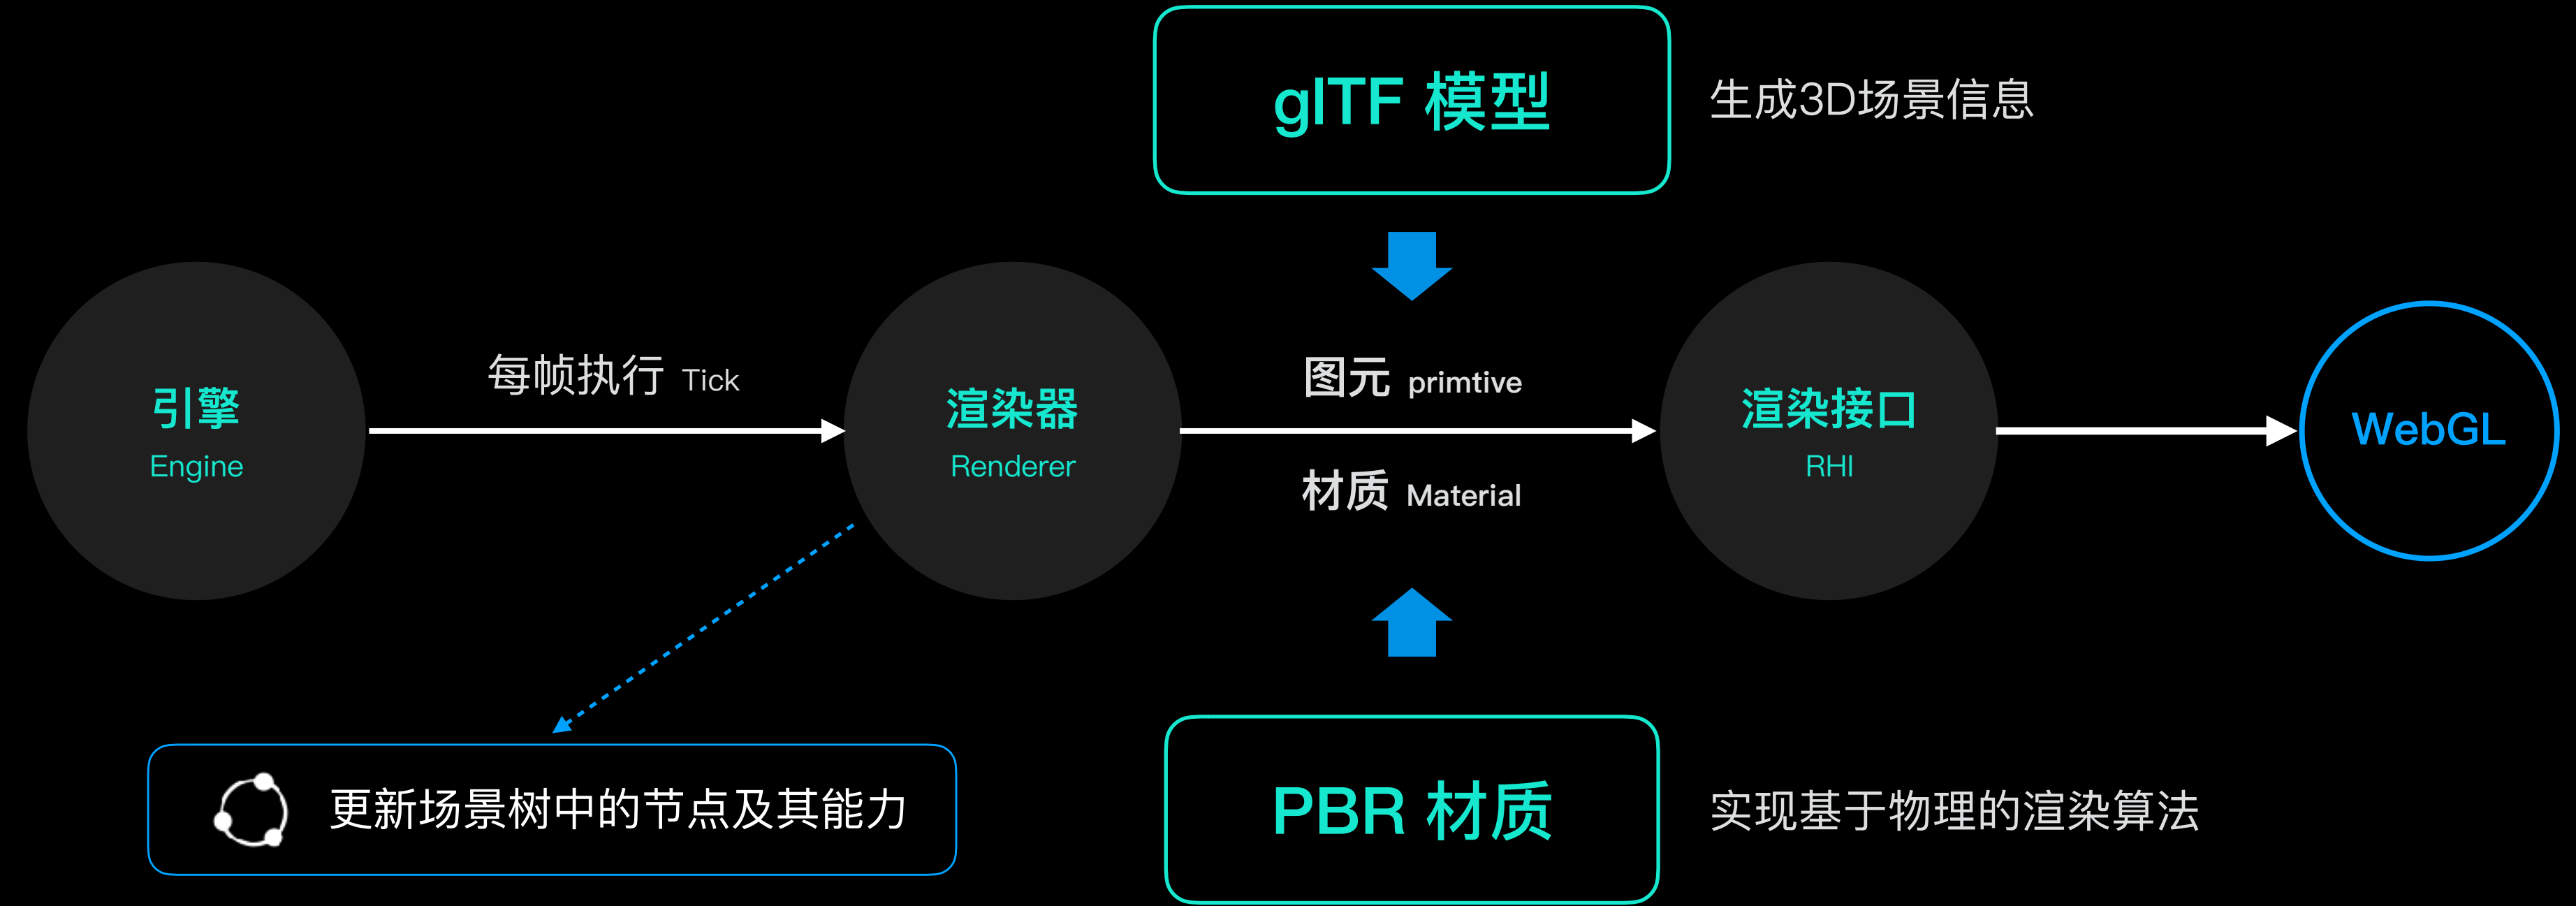 glTF 模型
生成3D场景信息
引擎
Engine
每帧执行 Tick
渲染器
Renderer
图元 primtive
材质 Material
渲染接口
RHI
WebGL
更新场景树中的节点及其能力
PBR 材质
实现基于物理的渲染算法